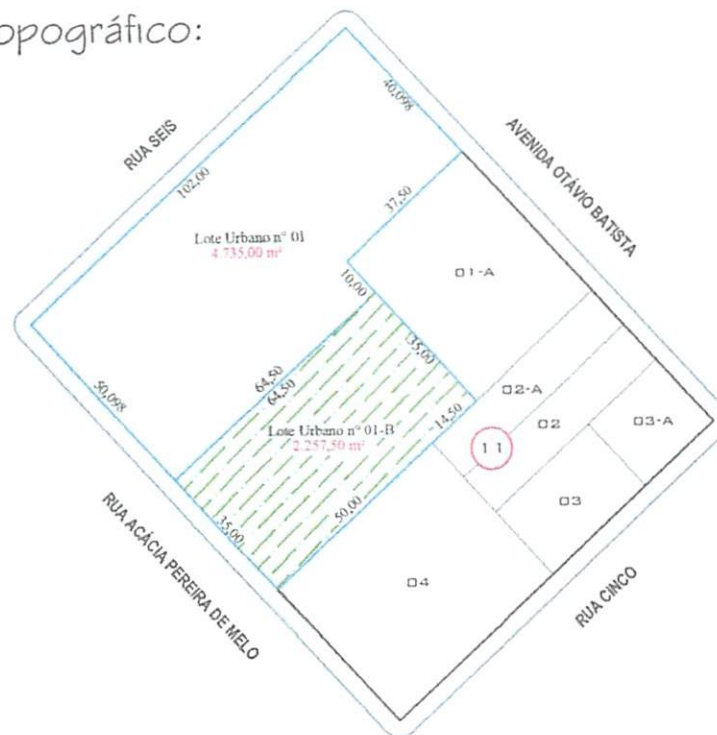 opográfico:
RUA SEIS
40,098
AVENIDA OTÁVIO BATISTA
102,00
37,50
Lote Urbano n° 01
4.735,00 m²
10,00
01-A
35,00
50,098
64,50
64,50
02-A
14,50
02
03-A
Lote Urbano n° 01-B
2.257,50 m²
11
03
50,00
35,00
RUA ACÁCIA PEREIRA DE MELO
04
RUA CINCO